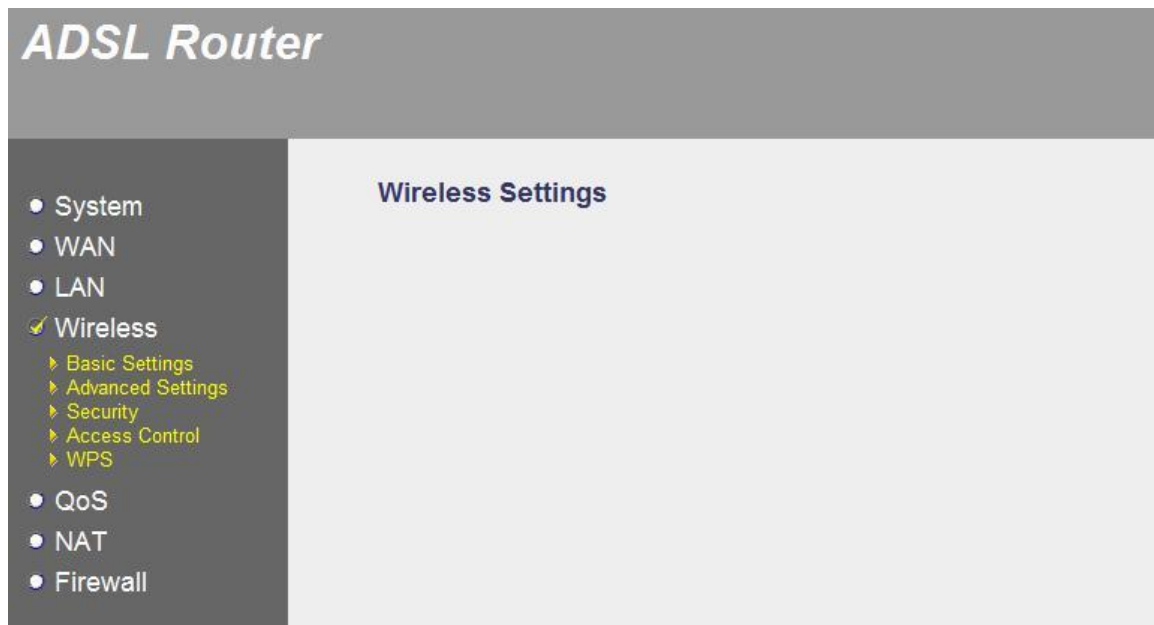 ADSL Router
System
WAN
LAN
Wireless
Basic Settings
Advanced Settings
Security
Access Control
WPS
QoS
NAT
Firewall
Wireless Settings